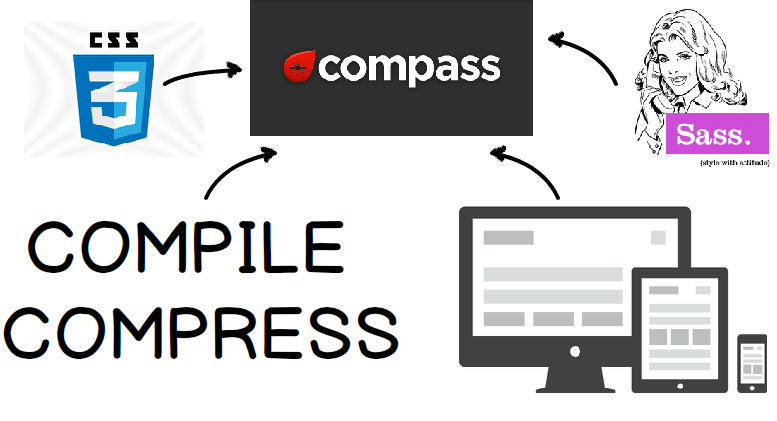 CSS
3
compass
Sass.
{style with attitude}
COMPILE
COMPRESS